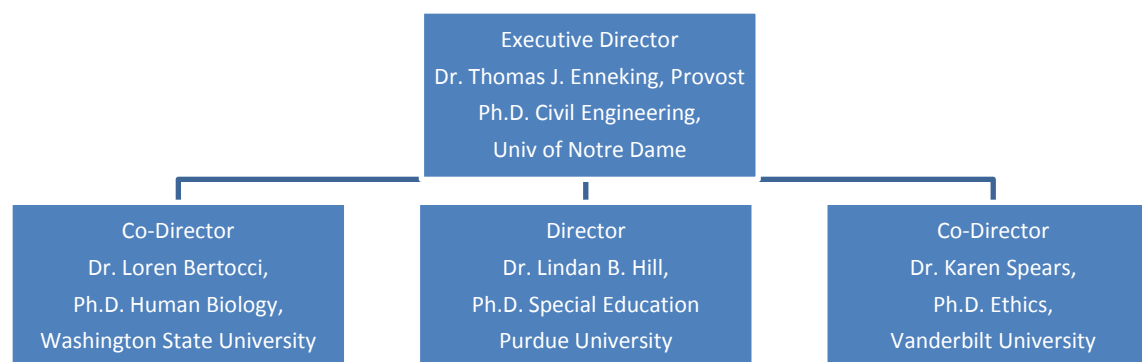 Executive Director
Dr. Thomas J. Enneking, Provost
Ph.D. Civil Engineering,
Univ of Notre Dame
Co-Director
Dr. Loren Bertocci,
Ph.D. Human Biology,
Washington State University
Director
Dr. Lindan B. Hill,
Ph.D. Special Education
Purdue University
Co-Director
Dr. Karen Spears,
Ph.D. Ethics,
Vanderbilt University